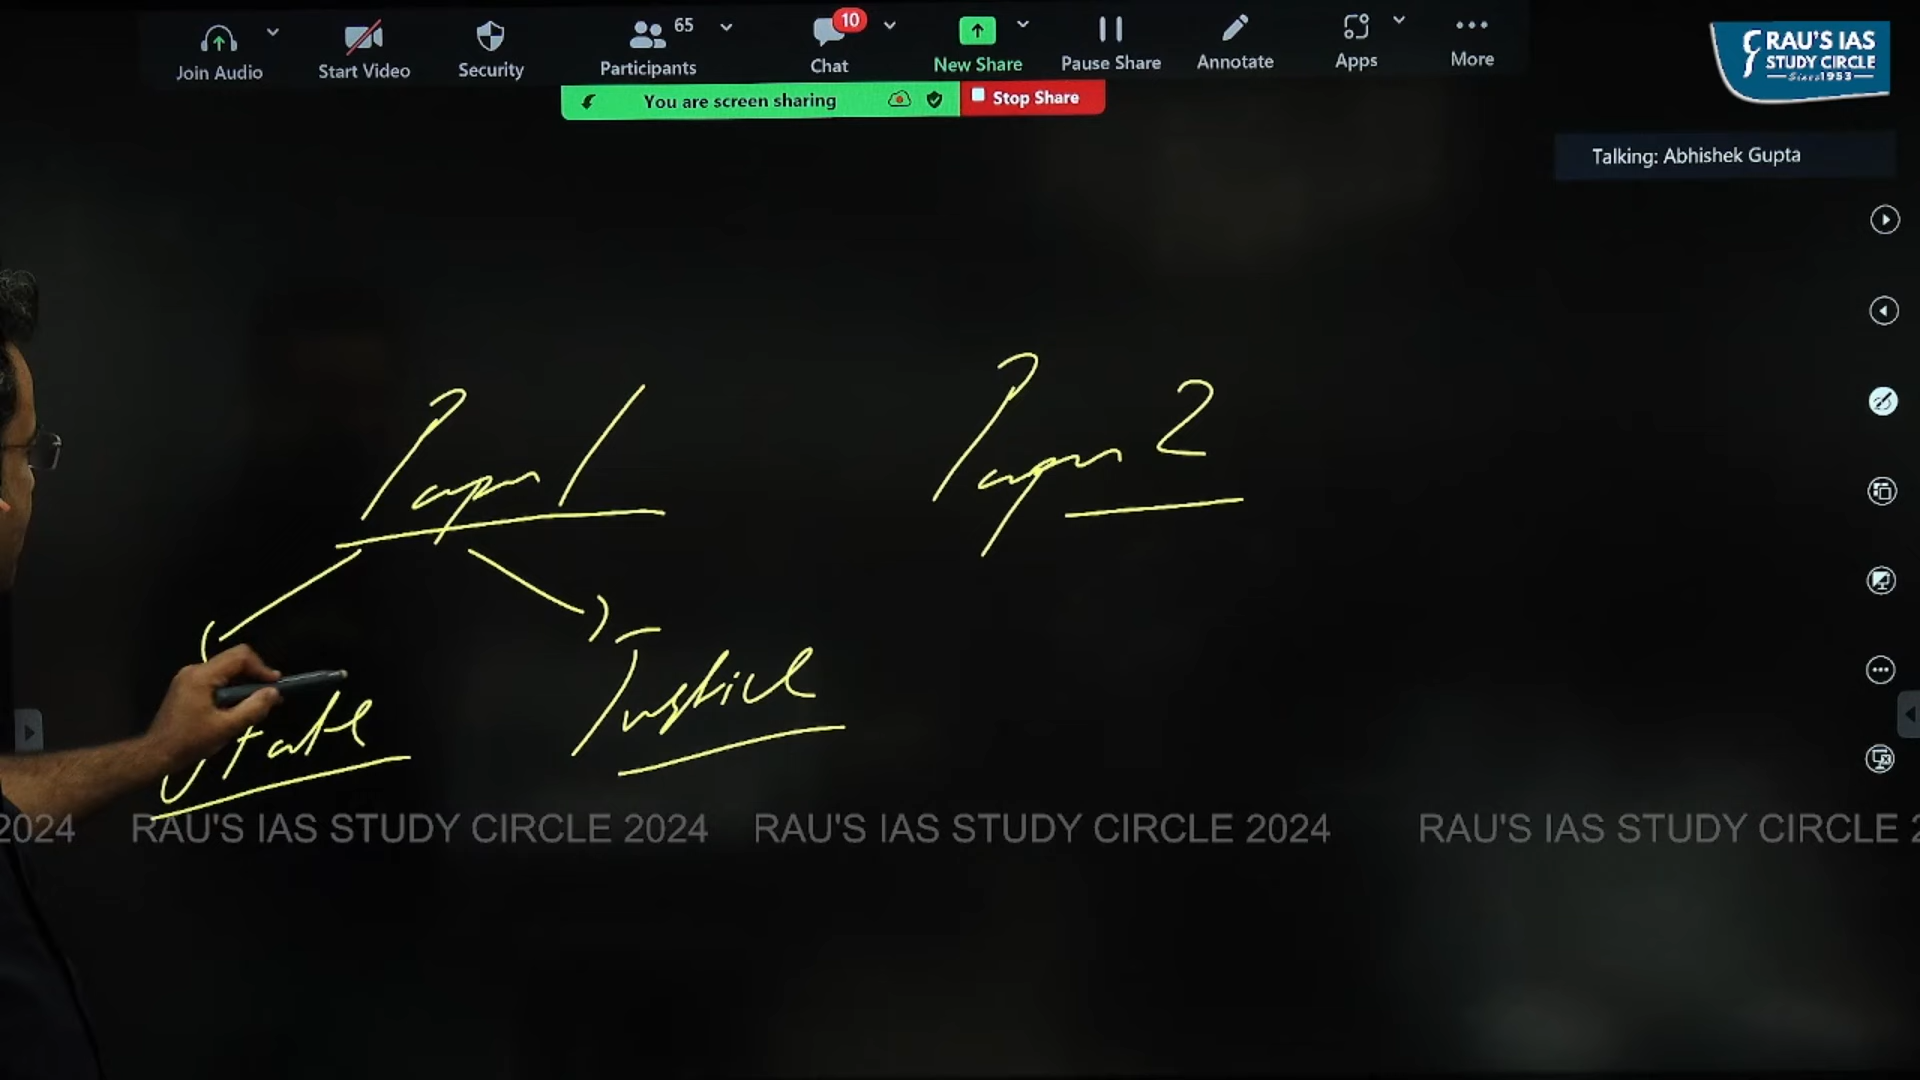 Join Audio
Start Video
Security
Participants 65
Chat 10
New Share
Pause Share
Annotate
Apps
More
You are screen sharing
Stop Share
RAU'S IAS
STUDY CIRCLE
Since 1953
Talking: Abhishek Gupta
Paper 1
Paper 2
State
Justice
2024 RAU'S IAS STUDY CIRCLE 2024 RAU'S IAS STUDY CIRCLE 2024 RAU'S IAS STUDY CIRCLE 2